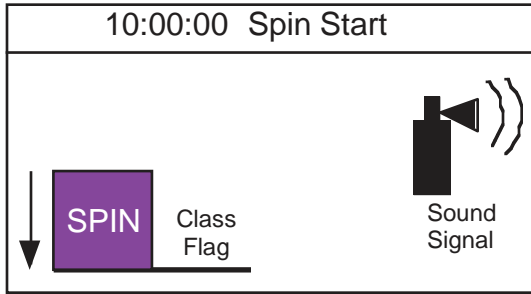 10:00:00 Spin Start
SPIN
Class
Flag
Sound
Signal